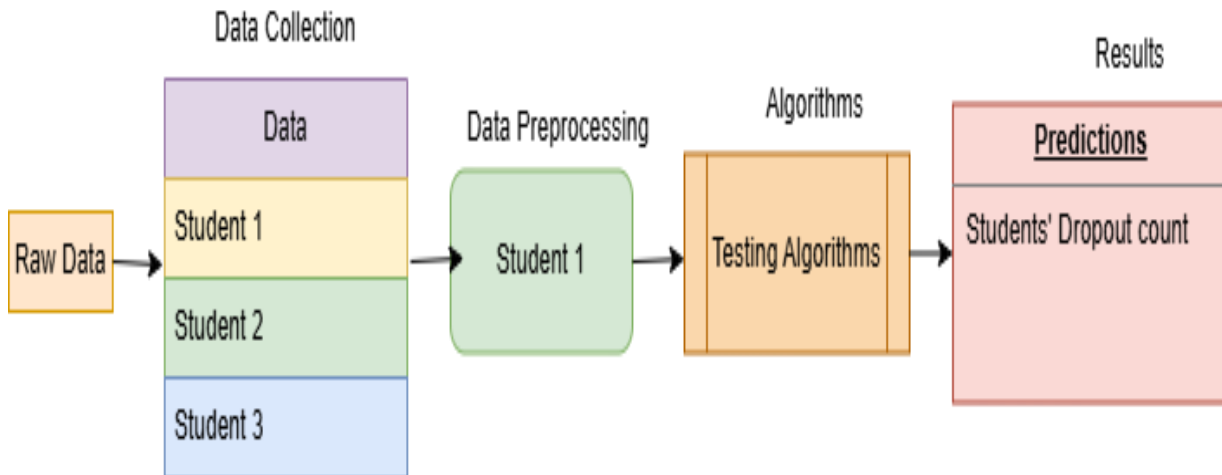 Data Collection
Results
Algorithms
Data
Data Preprocessing
Predictions
Student 1
Students' Dropout count
Raw Data
Student 1
Testing Algorithms
Student 2
Student 3